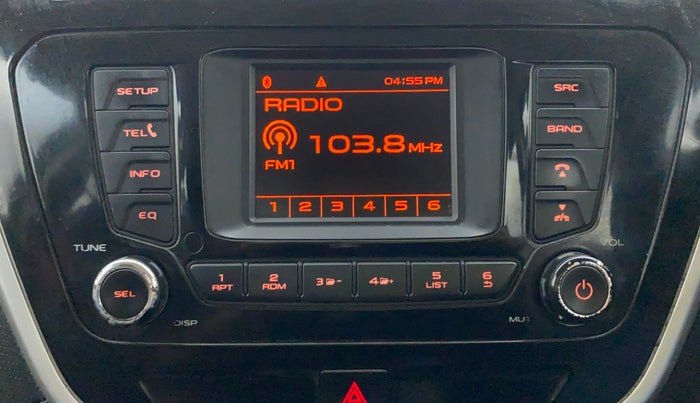 04:55 PM
RADIO
103.8 MHz
FM1
1 2 3 4 5 6
SETUP
TEL
INFO
EQ
SRC
BAND
TUNE
VOL
SEL
DISP
1 RPT
2 RDM
3 -
4 +
5 LIST
6